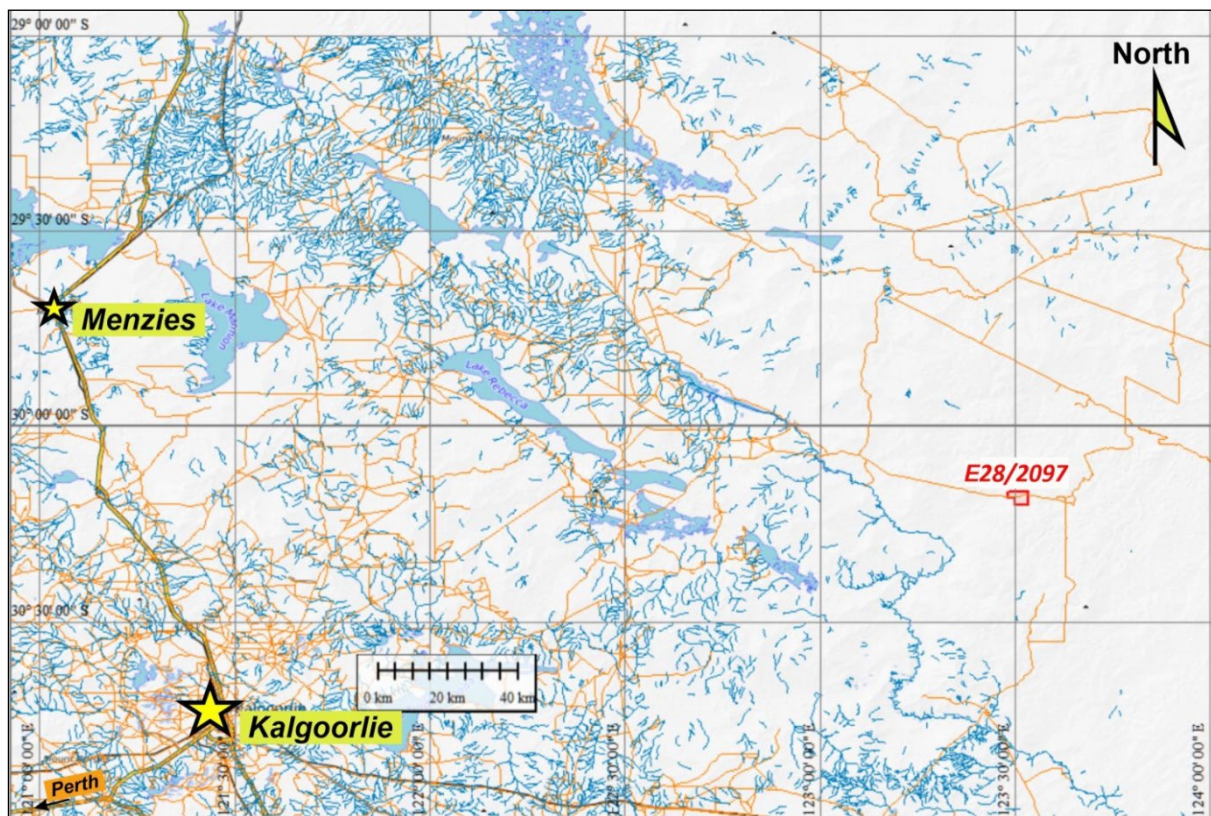 29° 00' 00" S
North
29° 30' 00" S
Menzies
Lake Marmion
Lake Rebecca
30° 00' 00" S
E28/2097
30° 30' 00" S
0 km 20 km 40 km
Kalgoorlie
Perth
121° 00' 00" E
121° 30' 00" E
122° 00' 00" E
122° 30' 00" E
123° 00' 00" E
123° 30' 00" E
124° 00' 00" E